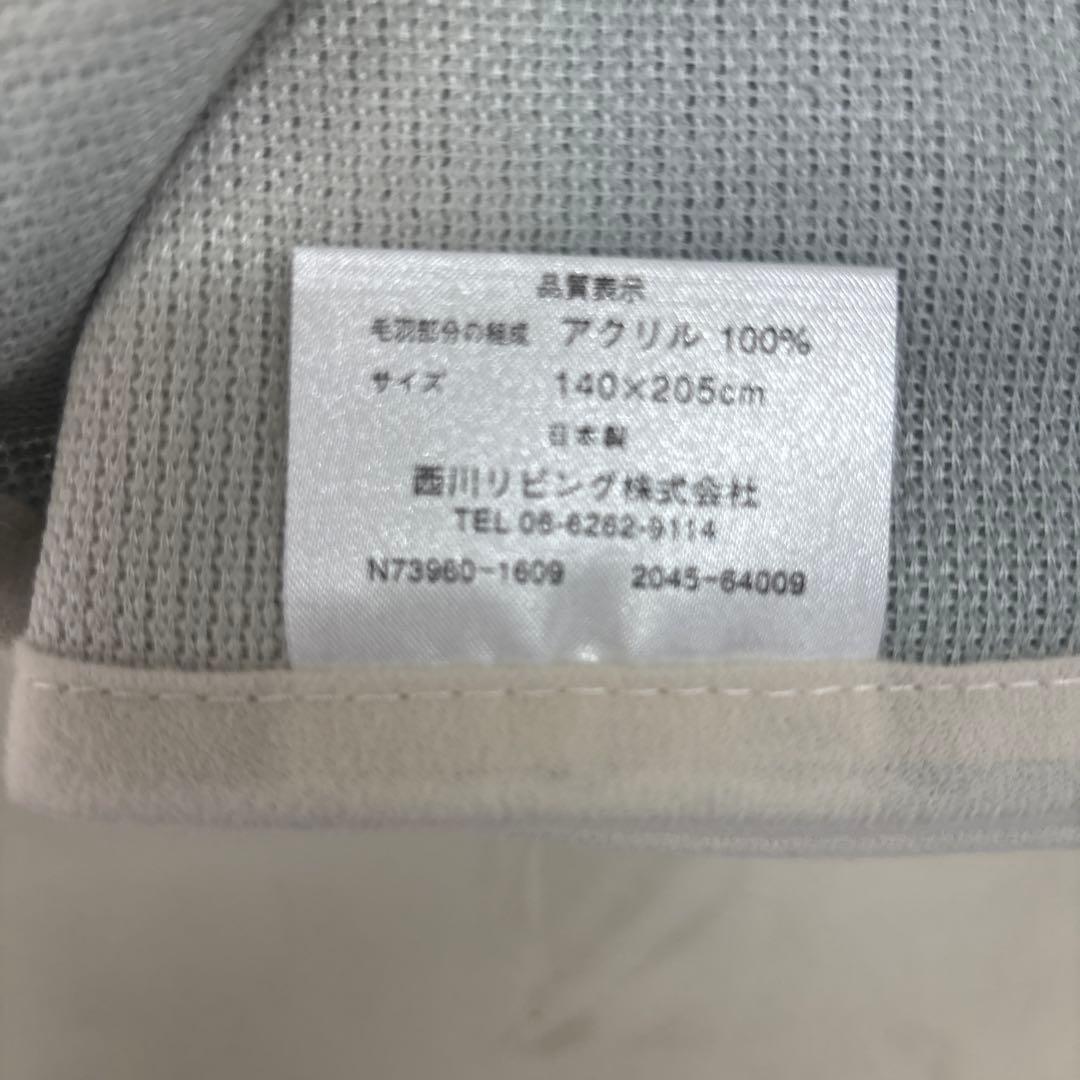 品質表示
毛羽部分の組成 アクリル 100%
サイズ 140×205cm
日本製
西川リビング株式会社
TEL 06-6262-9114
N73960-1609 2045-64009